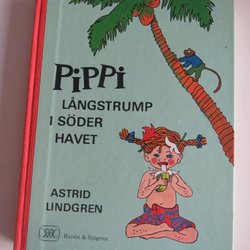 PIPPI
LÅNGSTRUMP
I SÖDER
HAVET
ASTRID
LINDGREN
Rabén & Sjögren